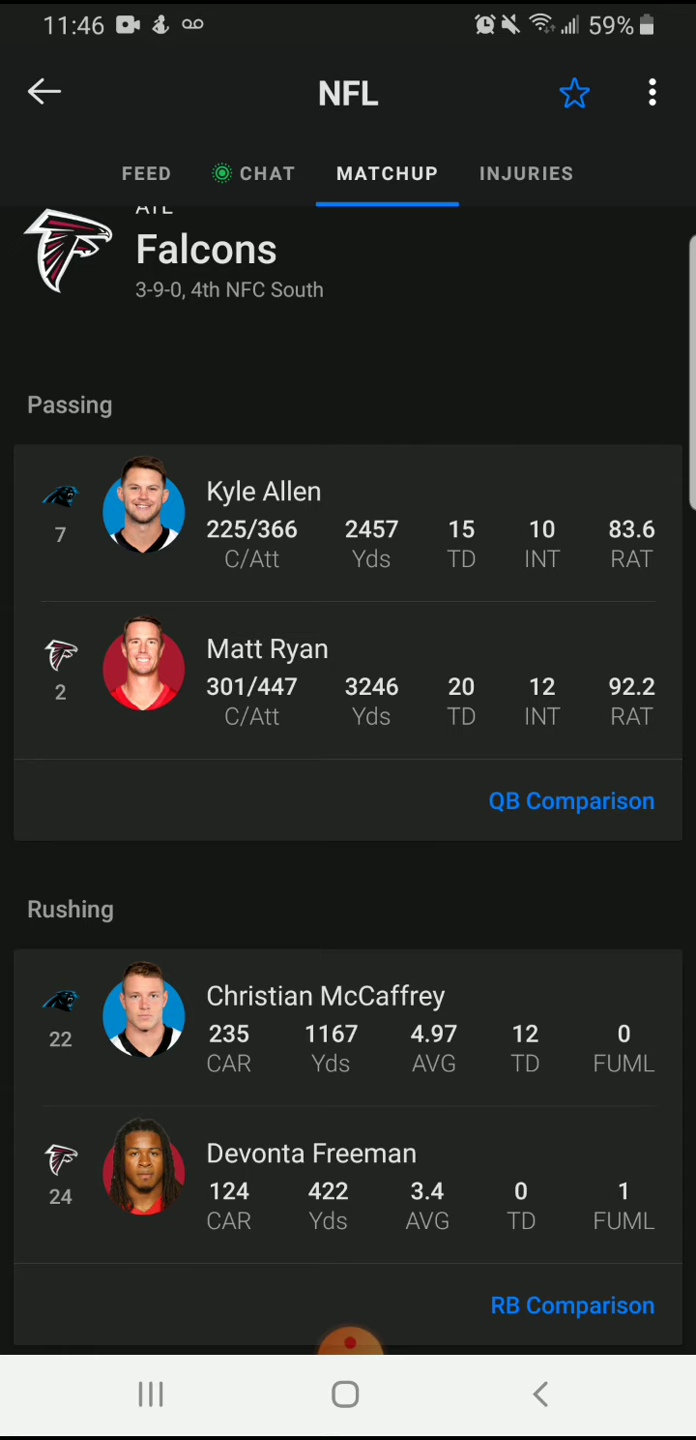 11:46 59%
NFL
FEED CHAT MATCHUP INJURIES
ATL
Falcons
3-9-0, 4th NFC South
Passing
Kyle Allen
7 225/366 2457 15 10 83.6
C/Att Yds TD INT RAT
Matt Ryan
2 301/447 3246 20 12 92.2
C/Att Yds TD INT RAT
QB Comparison
Rushing
Christian McCaffrey
22 235 1167 4.97 12 0
CAR Yds AVG TD FUML
Devonta Freeman
24 124 422 3.4 0 1
CAR Yds AVG TD FUML
RB Comparison